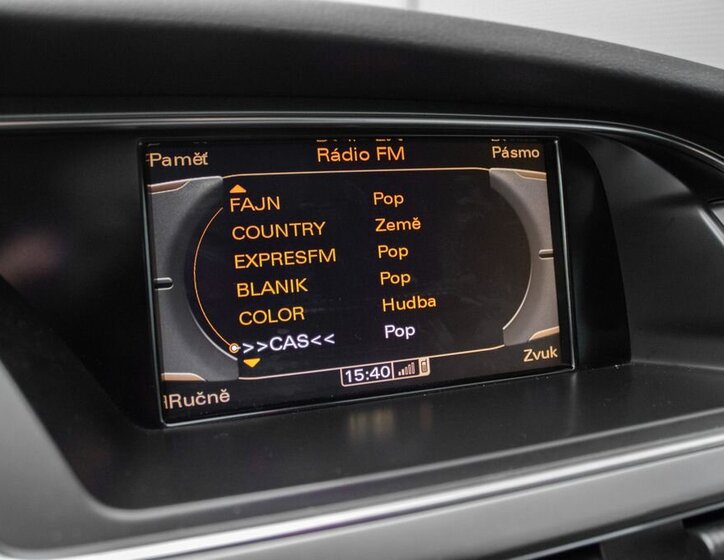 Paměť Rádio FM Pásmo
FAJN Pop
COUNTRY Země
EXPRESFM Pop
BLANIK Pop
COLOR Hudba
>>CAS<< Pop
15:40
Zvuk
Ručně